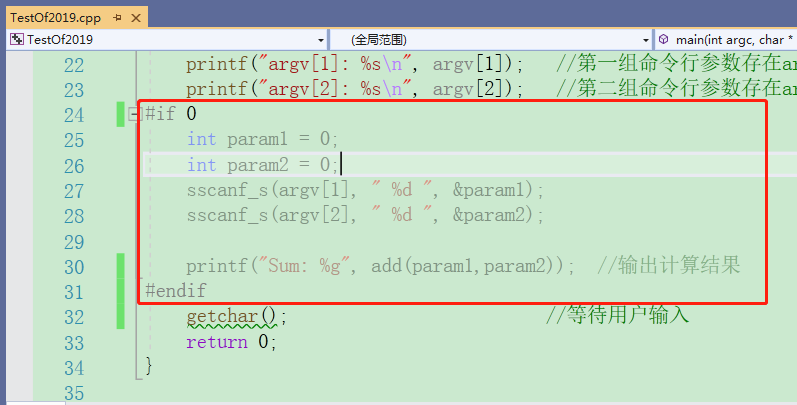 TestOf2019.cpp
TestOf2019 (全局范围) main(int argc, char *
22 printf("argv[1]: %s\n", argv[1]); //第一组命令行参数存在ar
23 printf("argv[2]: %s\n", argv[2]); //第二组命令行参数存在ar
24 #if 0
25 int param1 = 0;
26 int param2 = 0;
27 sscanf_s(argv[1], " %d ", &param1);
28 sscanf_s(argv[2], " %d ", &param2);
29
30 printf("Sum: %g", add(param1,param2)); //输出计算结果
31 #endif
32 getchar(); //等待用户输入
33 return 0;
34 }
35